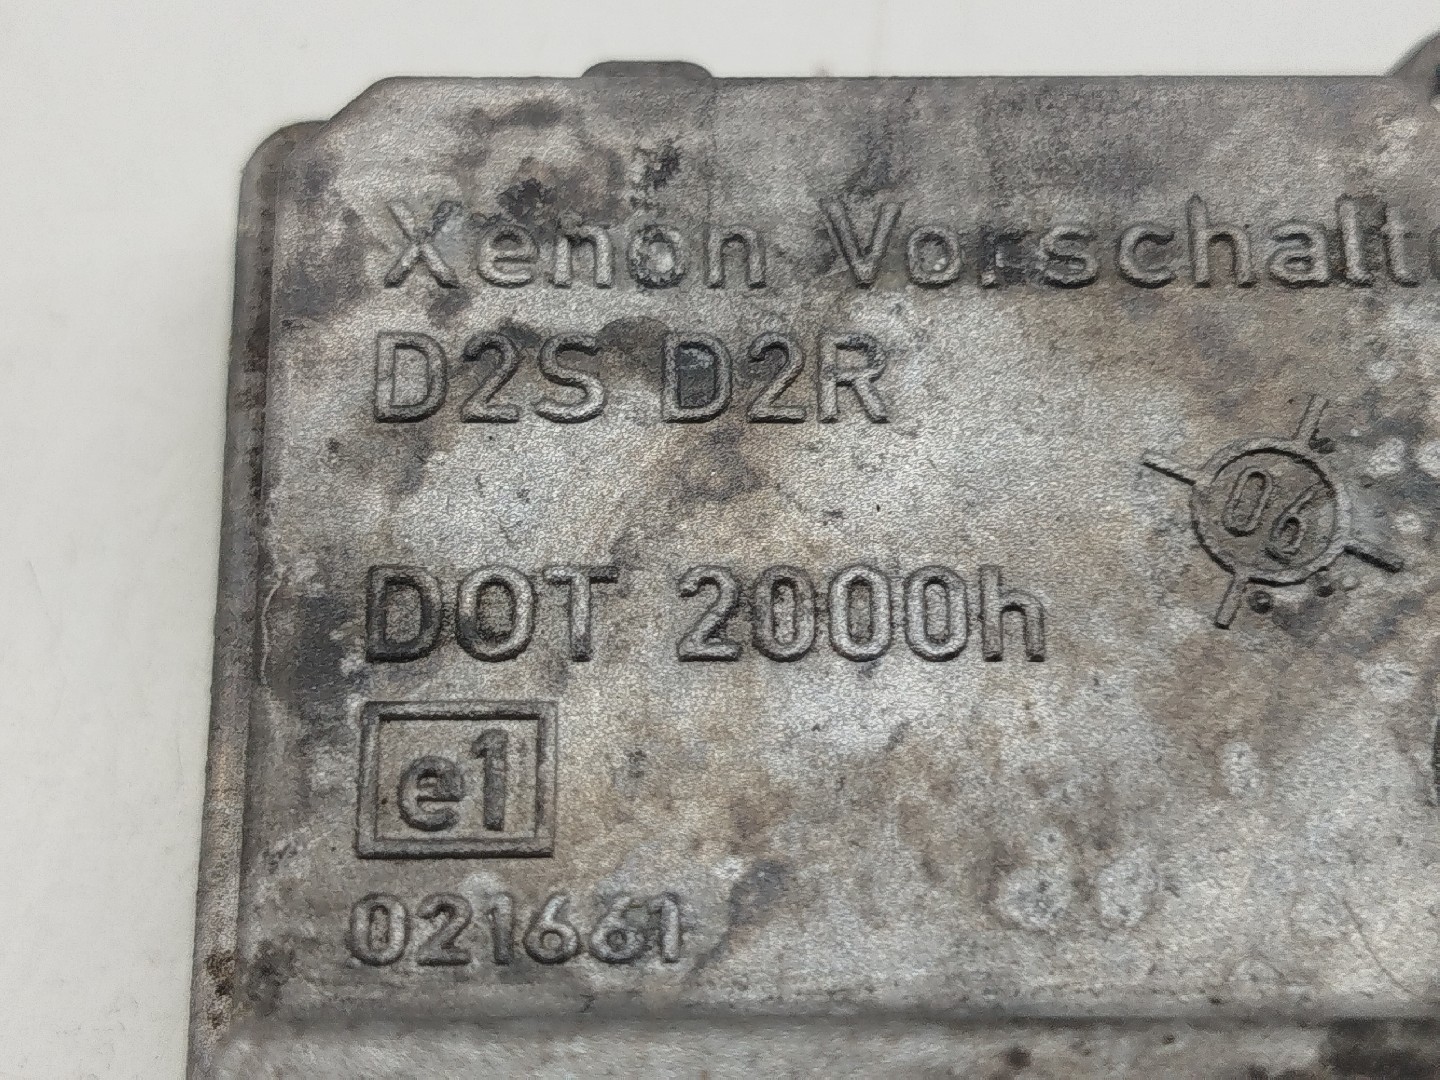 Xenon Vorschalt
D2S D2R
06
DOT 2000h
e1
021661